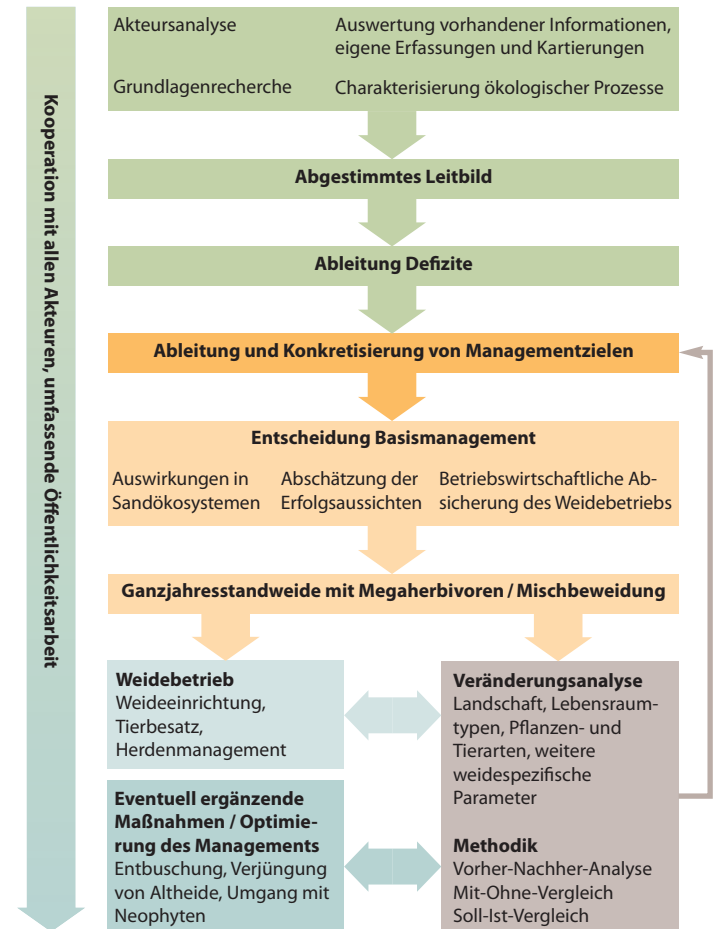 Kooperation mit allen Akteuren, umfassende Öffentlichkeitsarbeit
Akteursanalyse
Auswertung vorhandener Informationen,
eigene Erfassungen und Kartierungen
Grundlagenrecherche
Charakterisierung ökologischer Prozesse
Abgestimmtes Leitbild
Ableitung Defizite
Ableitung und Konkretisierung von Managementzielen
Entscheidung Basismanagement
Auswirkungen in
Sandökosystemen
Abschätzung der
Erfolgsaussichten
Betriebswirtschaftliche Ab-
sicherung des Weidebetriebs
Ganzjahresstandweide mit Megaherbivoren / Mischbeweidung
Weidebetrieb
Weideeinrichtung,
Tierbesatz,
Herdenmanagement
Veränderungsanalyse
Landschaft, Lebensraum-
typen, Pflanzen- und
Tierarten, weitere
weidespezifische
Parameter
Eventuell ergänzende
Maßnahmen / Optimie-
rung des Managements
Entbuschung, Verjüngung
von Altheide, Umgang mit
Neophyten
Methodik
Vorher-Nachher-Analyse
Mit-Ohne-Vergleich
Soll-Ist-Vergleich